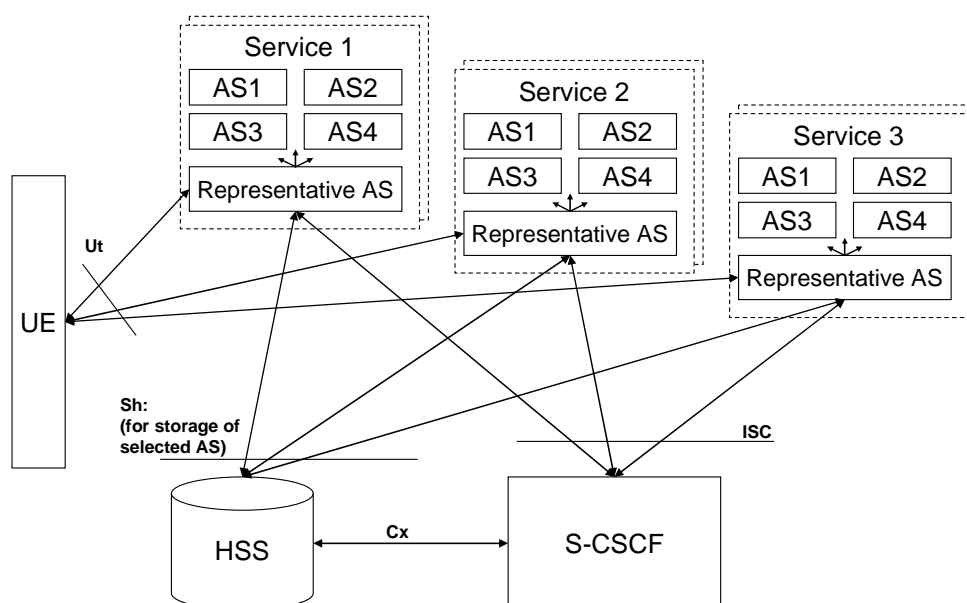 Service 1
AS1 AS2
AS3 AS4
Representative AS
Service 2
AS1 AS2
AS3 AS4
Representative AS
Service 3
AS1 AS2
AS3 AS4
Representative AS
Ut
UE
Sh:
(for storage of
selected AS)
ISC
HSS
Cx
S-CSCF